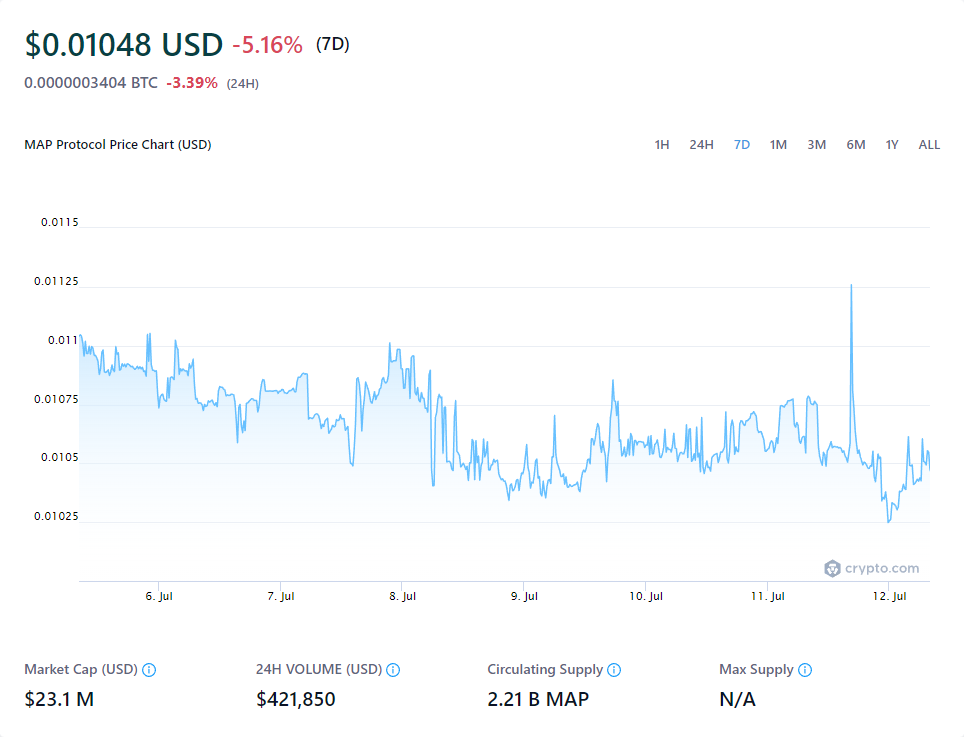 $0.01048 USD -5.16% (7D)
0.0000003404 BTC -3.39% (24H)
MAP Protocol Price Chart (USD) 1H 24H 7D 1M 3M 6M 1Y ALL
0.0115
0.01125
0.011
0.01075
0.0105
0.01025
crypto.com
6. Jul 7. Jul 8. Jul 9. Jul 10. Jul 11. Jul 12. Jul
Market Cap (USD) 24H VOLUME (USD) Circulating Supply Max Supply
$23.1 M $421,850 2.21 B MAP N/A